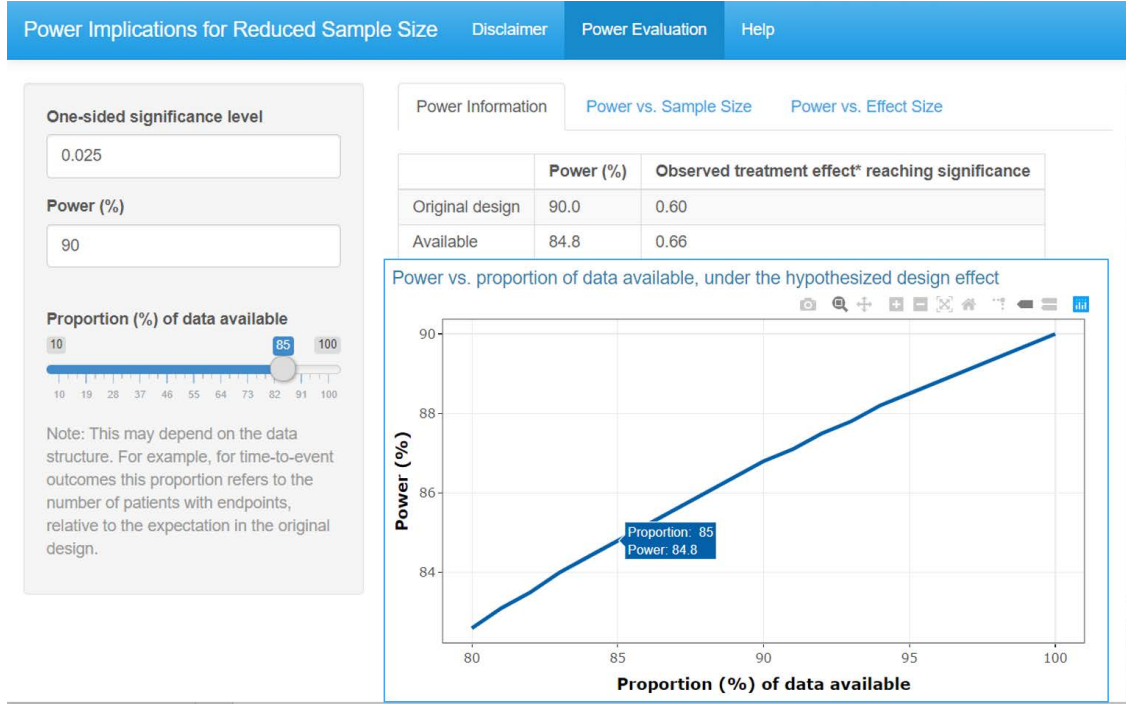 Power Implications for Reduced Sample Size Disclaimer Power Evaluation Help
One-sided significance level
0.025
Power (%)
90
Proportion (%) of data available
10 85 100
10 19 28 37 46 55 64 73 82 91 100
Note: This may depend on the data
structure. For example, for time-to-event
outcomes this proportion refers to the
number of patients with endpoints,
relative to the expectation in the original
design.
Power Information Power vs. Sample Size Power vs. Effect Size
Power (%) Observed treatment effect* reaching significance
Original design 90.0 0.60
Available 84.8 0.66
Power vs. proportion of data available, under the hypothesized design effect
90
88
86
84
Power (%)
Proportion: 85
Power: 84.8
80 85 90 95 100
Proportion (%) of data available